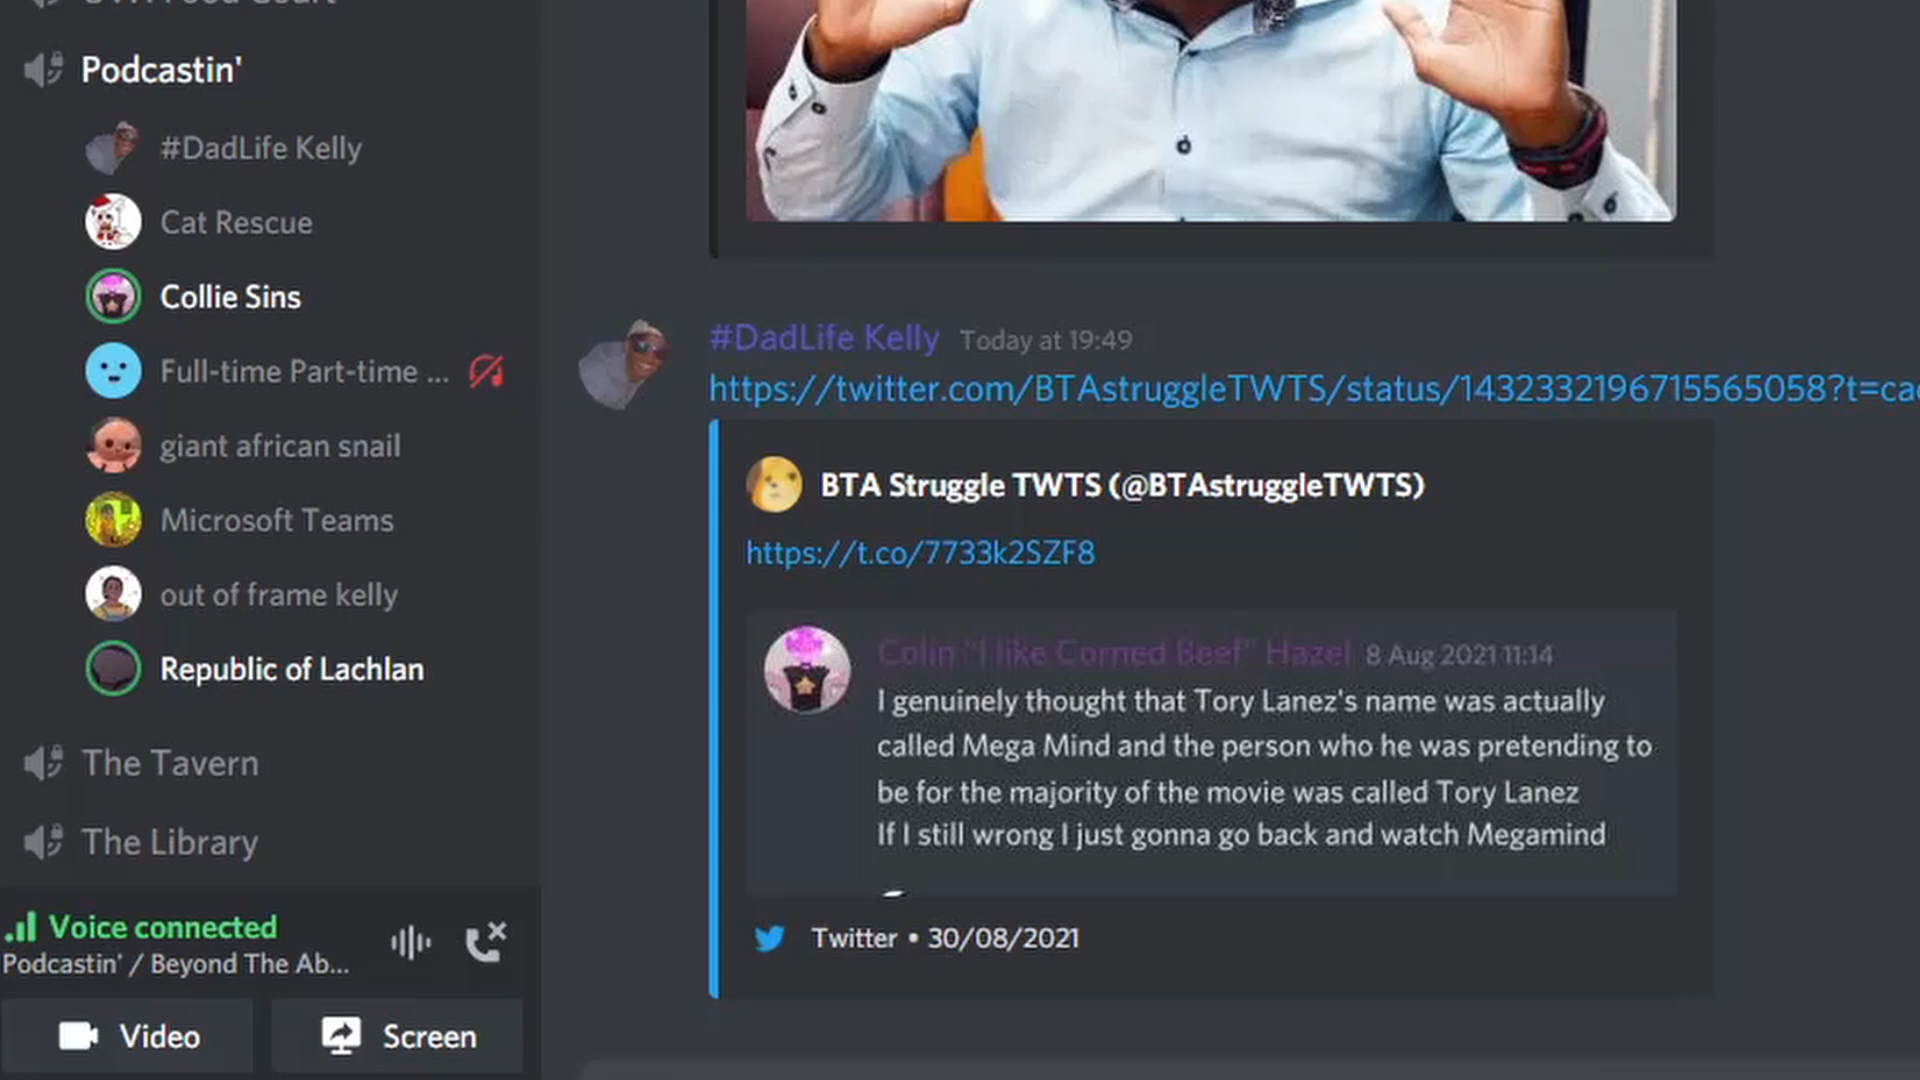 Podcastin'
#DadLife Kelly
Cat Rescue
Collie Sins
Full-time Part-time ...
giant african snail
Microsoft Teams
out of frame kelly
Republic of Lachlan
The Tavern
The Library
Voice connected
Podcastin' / Beyond The Ab...
Video
Screen
#DadLife Kelly Today at 19:49
https://twitter.com/BTAstruggleTWTS/status/1432332196715565058?t=ca
BTA Struggle TWTS (@BTAstruggleTWTS)
https://t.co/7733k2SZF8
Colin "I like Corned Beef" Hazel 8 Aug 2021 11:14
I genuinely thought that Tory Lanez's name was actually
called Mega Mind and the person who he was pretending to
be for the majority of the movie was called Tory Lanez
If I still wrong I just gonna go back and watch Megamind
Twitter • 30/08/2021